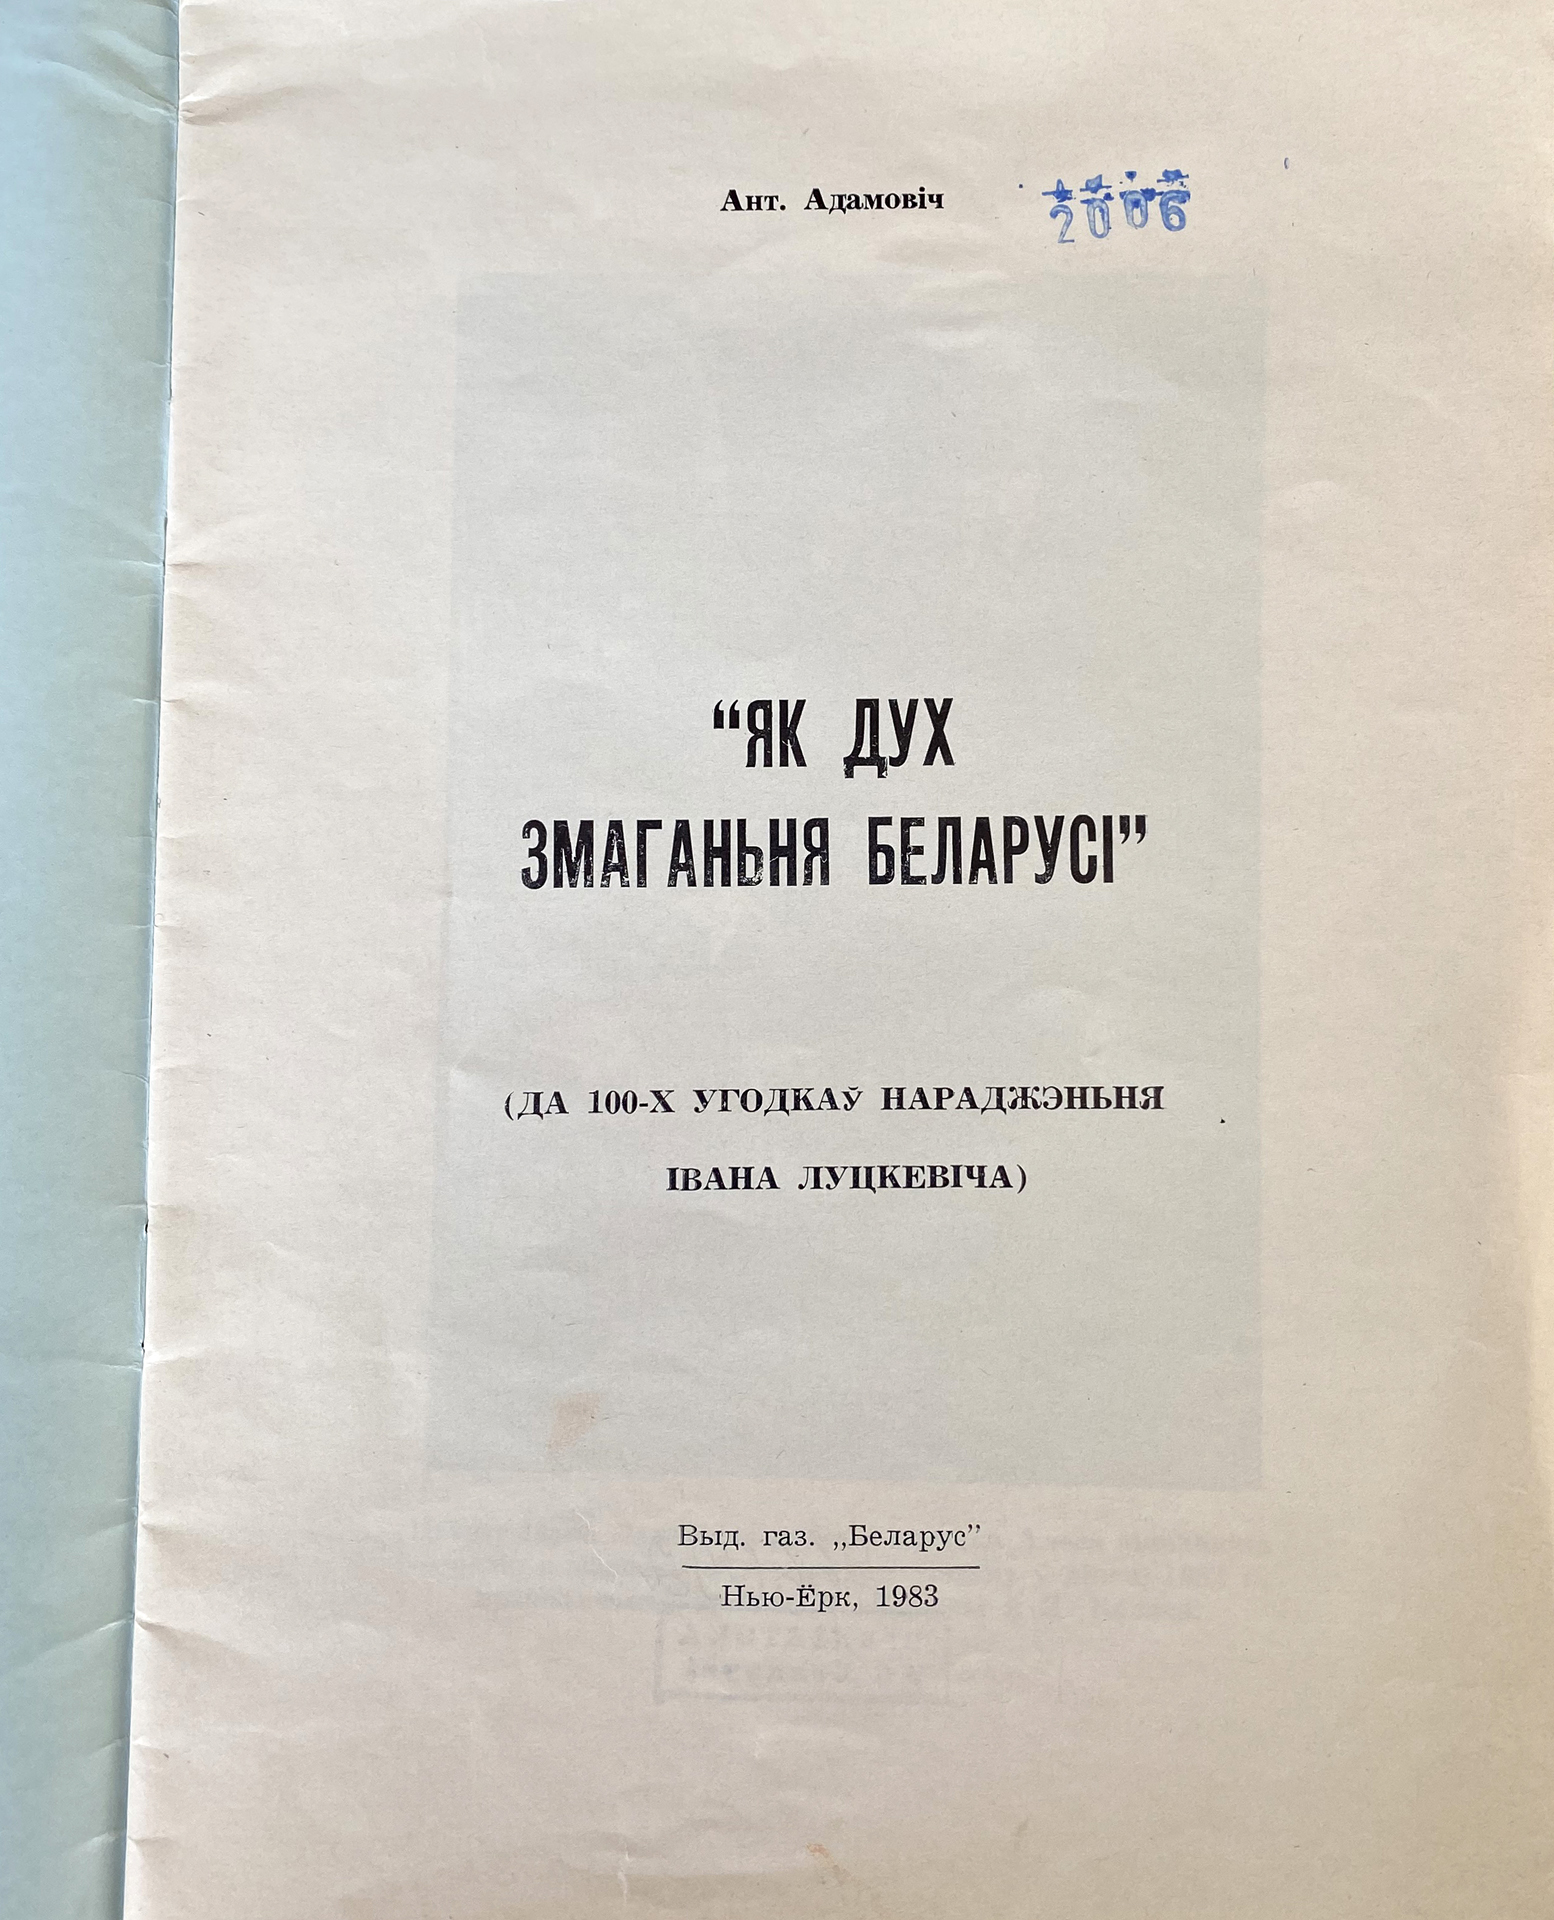 Ант. Адамовіч
2006
“ЯК ДУХ
ЗМАГАНЬНЯ БЕЛАРУСІ”
(ДА 100-Х УГОДКАЎ НАРАДЖЭНЬНЯ
ІВАНА ЛУЦКЕВІЧА)
Выд. газ. „Беларус”
Нью-Ёрк, 1983